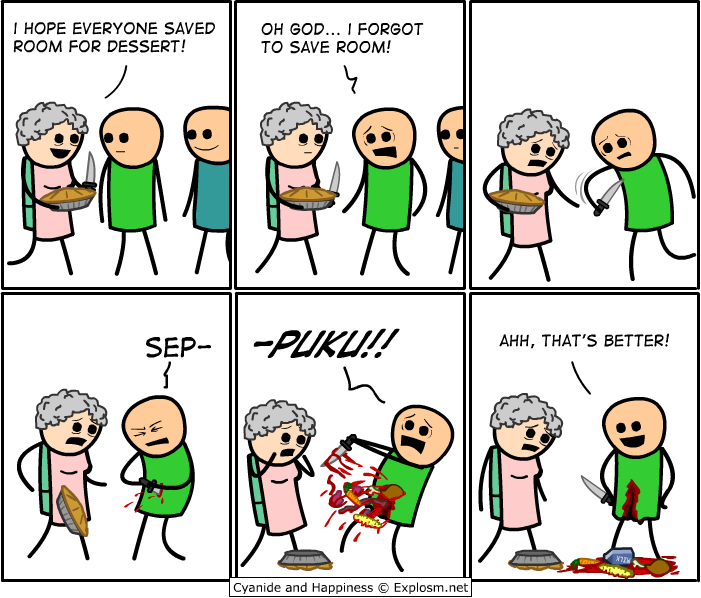 I HOPE EVERYONE SAVED
ROOM FOR DESSERT!
OH GOD... I FORGOT
TO SAVE ROOM!
SEP-
-PUKU!!
AHH, THAT'S BETTER!
MILK
Cyanide and Happiness © Explosm.net